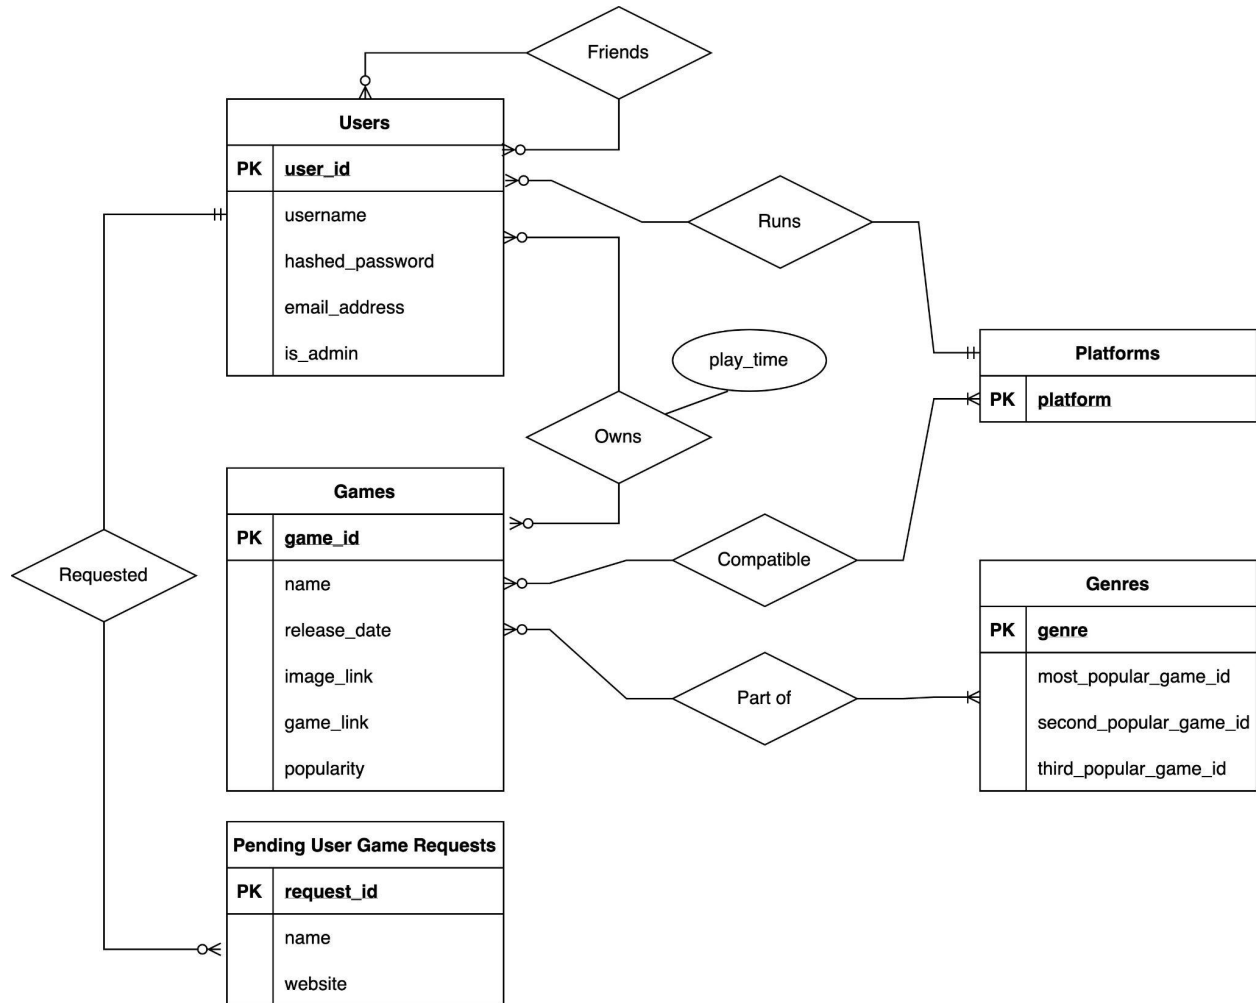 Friends
Users
PK user_id
username
hashed_password
email_address
is_admin
Runs
play_time
Owns
Platforms
PK platform
Games
PK game_id
name
release_date
image_link
game_link
popularity
Requested
Compatible
Part of
Genres
PK genre
most_popular_game_id
second_popular_game_id
third_popular_game_id
Pending User Game Requests
PK request_id
name
website